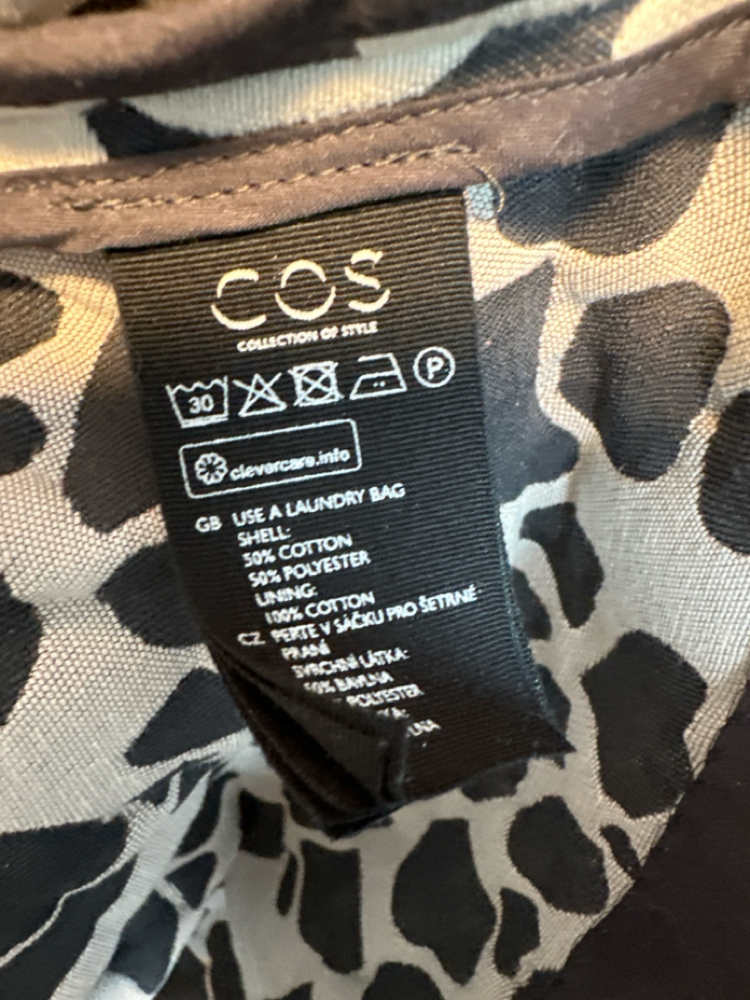 COS
COLLECTION OF STYLE
30
P
clevercare.info
GB USE A LAUNDRY BAG
SHELL:
50% COTTON
50% POLYESTER
LINING:
100% COTTON
CZ PERTE V SÁČKU PRO ŠETRNÉ
PRANÍ
SVRCHNÍ LÁTKA:
50% BAVLNA
POLYESTER